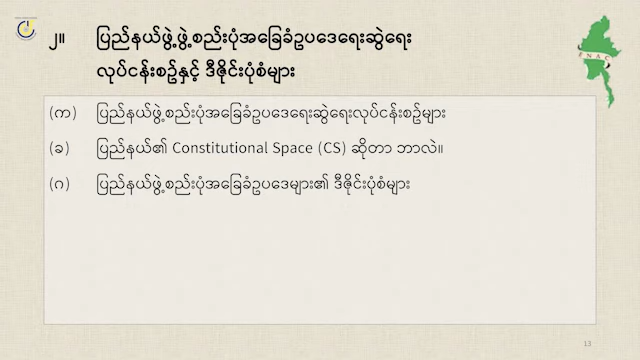 ၂။ ပြည်နယ်ဖွဲ့ဖွဲ့စည်းပုံအခြေခံဥပဒေရေးဆွဲရေး
လုပ်ငန်းစဥ်နှင့် ဒီဇိုင်းပုံစံများ
(က) ပြည်နယ်ဖွဲ့စည်းပုံအခြေခံဥပဒေရေးဆွဲရေးလုပ်ငန်းစဥ်များ
(ခ) ပြည်နယ်၏ Constitutional Space (CS) ဆိုတာ ဘာလဲ။
(ဂ) ပြည်နယ်ဖွဲ့စည်းပုံအခြေခံဥပဒေများ၏ ဒီဇိုင်းပုံစံများ
13